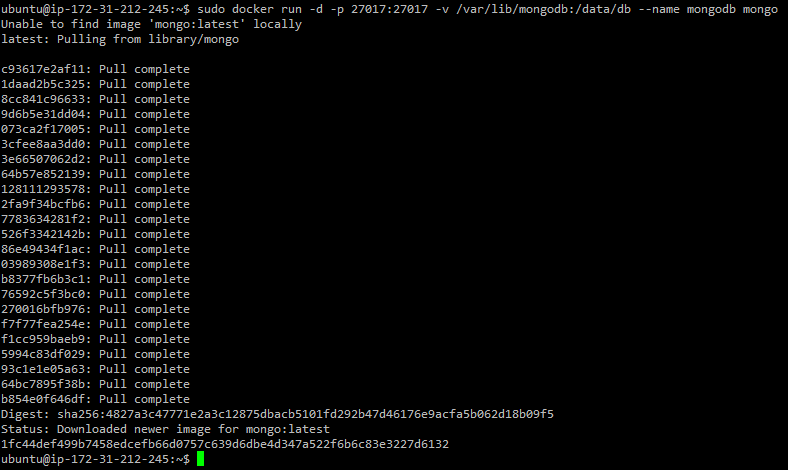 ubuntu@ip-172-31-212-245:~$ sudo docker run -d -p 27017:27017 -v /var/lib/mongodb:/data/db --name mongodb mongo
Unable to find image 'mongo:latest' locally
latest: Pulling from library/mongo
c93617e2af11: Pull complete
1daad2b5c325: Pull complete
8cc841c96633: Pull complete
9d6b5e31dd04: Pull complete
073ca2f17005: Pull complete
3cfee8aa3dd0: Pull complete
3e66507062d2: Pull complete
64b57e852139: Pull complete
128111293578: Pull complete
2fa9f34bcfb6: Pull complete
7783634281f2: Pull complete
526f3342142b: Pull complete
86e49434f1ac: Pull complete
03989308e1f3: Pull complete
b8377fb6b3c1: Pull complete
76592c5f3bc0: Pull complete
270016bfb976: Pull complete
f7f77fea254e: Pull complete
f1cc959baeb9: Pull complete
5994c83df029: Pull complete
93c1e1e05a63: Pull complete
64bc7895f38b: Pull complete
b854e0f646df: Pull complete
Digest: sha256:4827a3c47771e2a3c12875dbacb5101fd292b47d46176e9acfa5b062d18b09f5
Status: Downloaded newer image for mongo:latest
1fc44def499b7458edcefb66d0757c639d6dbe4d347a522f6b6c83e3227d6132
ubuntu@ip-172-31-212-245:~$